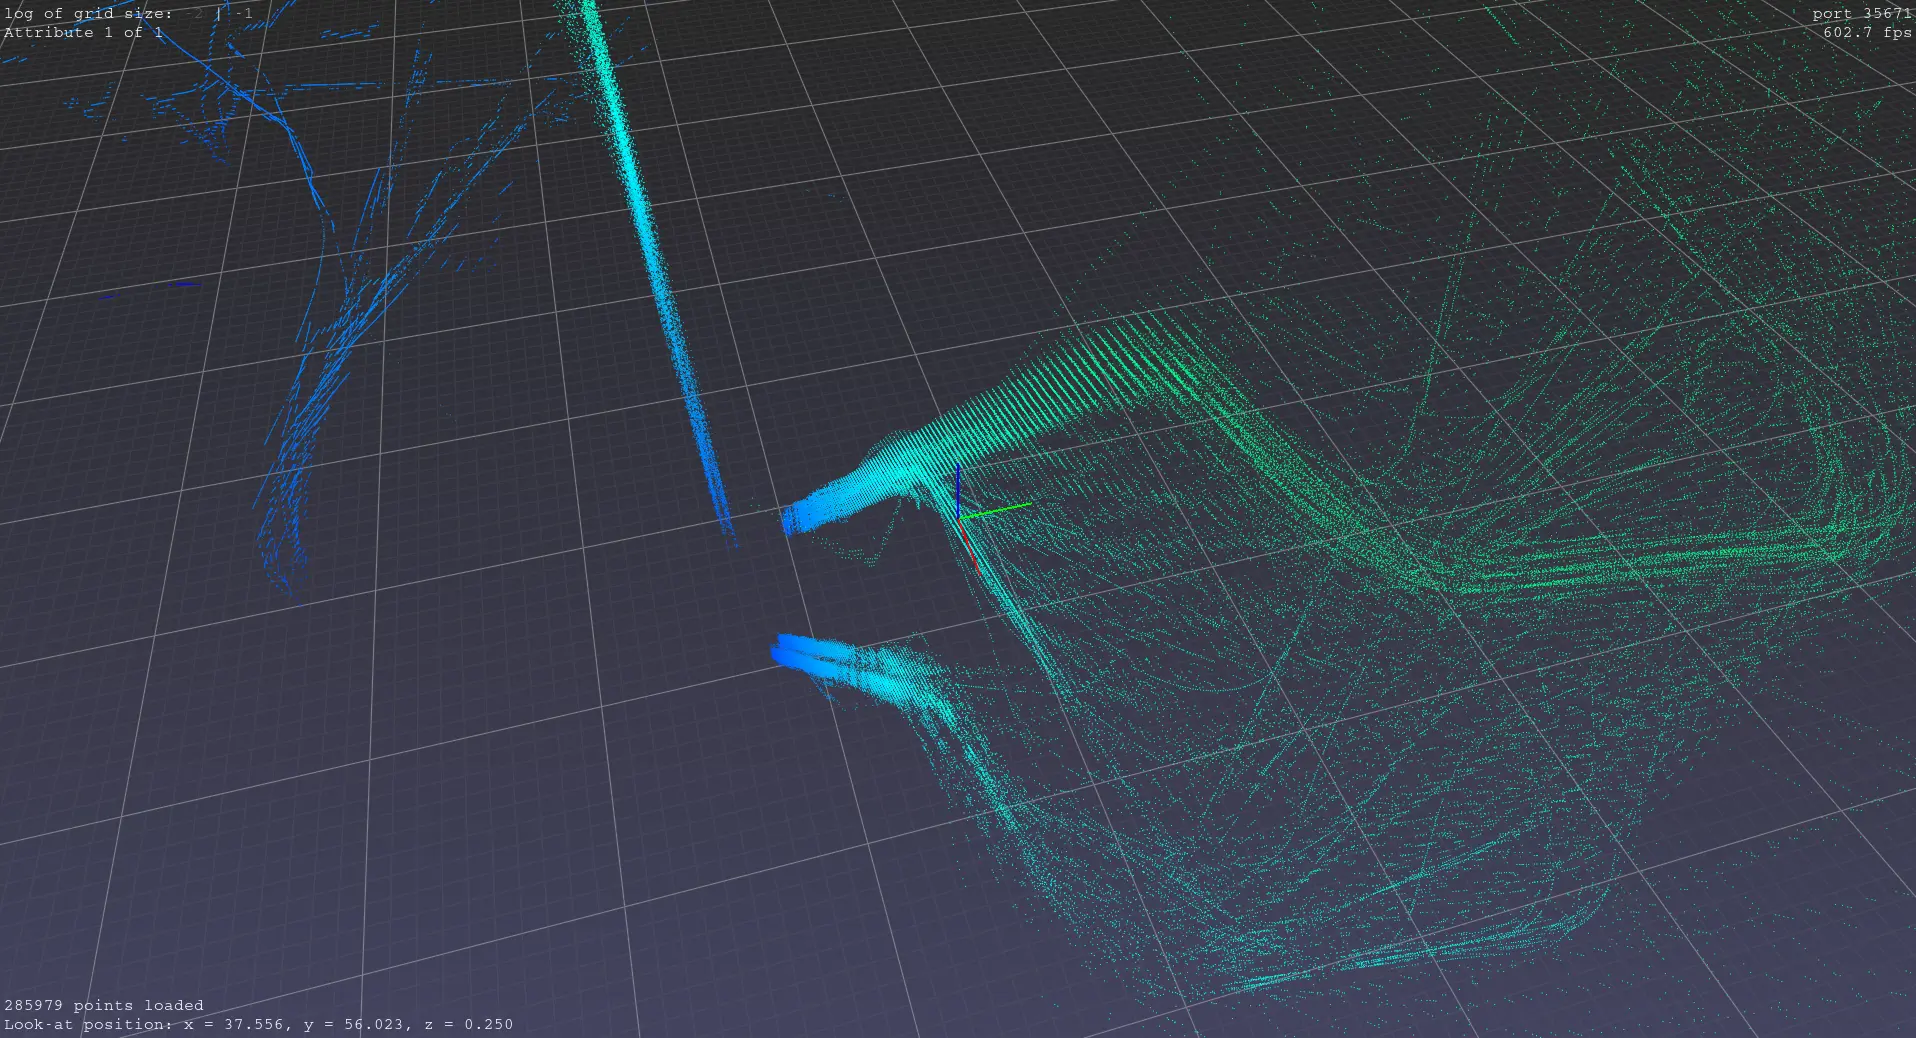 log of grid size: -2 | -1
Attribute 1 of 1
port 35671
602.7 fps
285979 points loaded
Look-at position: x = 37.556, y = 56.023, z = 0.250